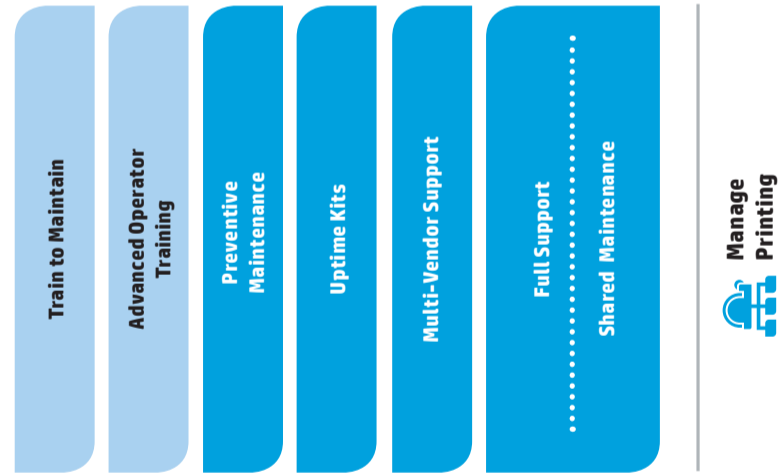 Train to Maintain
Advanced Operator
Training
Preventive
Maintenance
Uptime Kits
Multi-Vendor Support
Full Support
Shared Maintenance
Manage
Printing